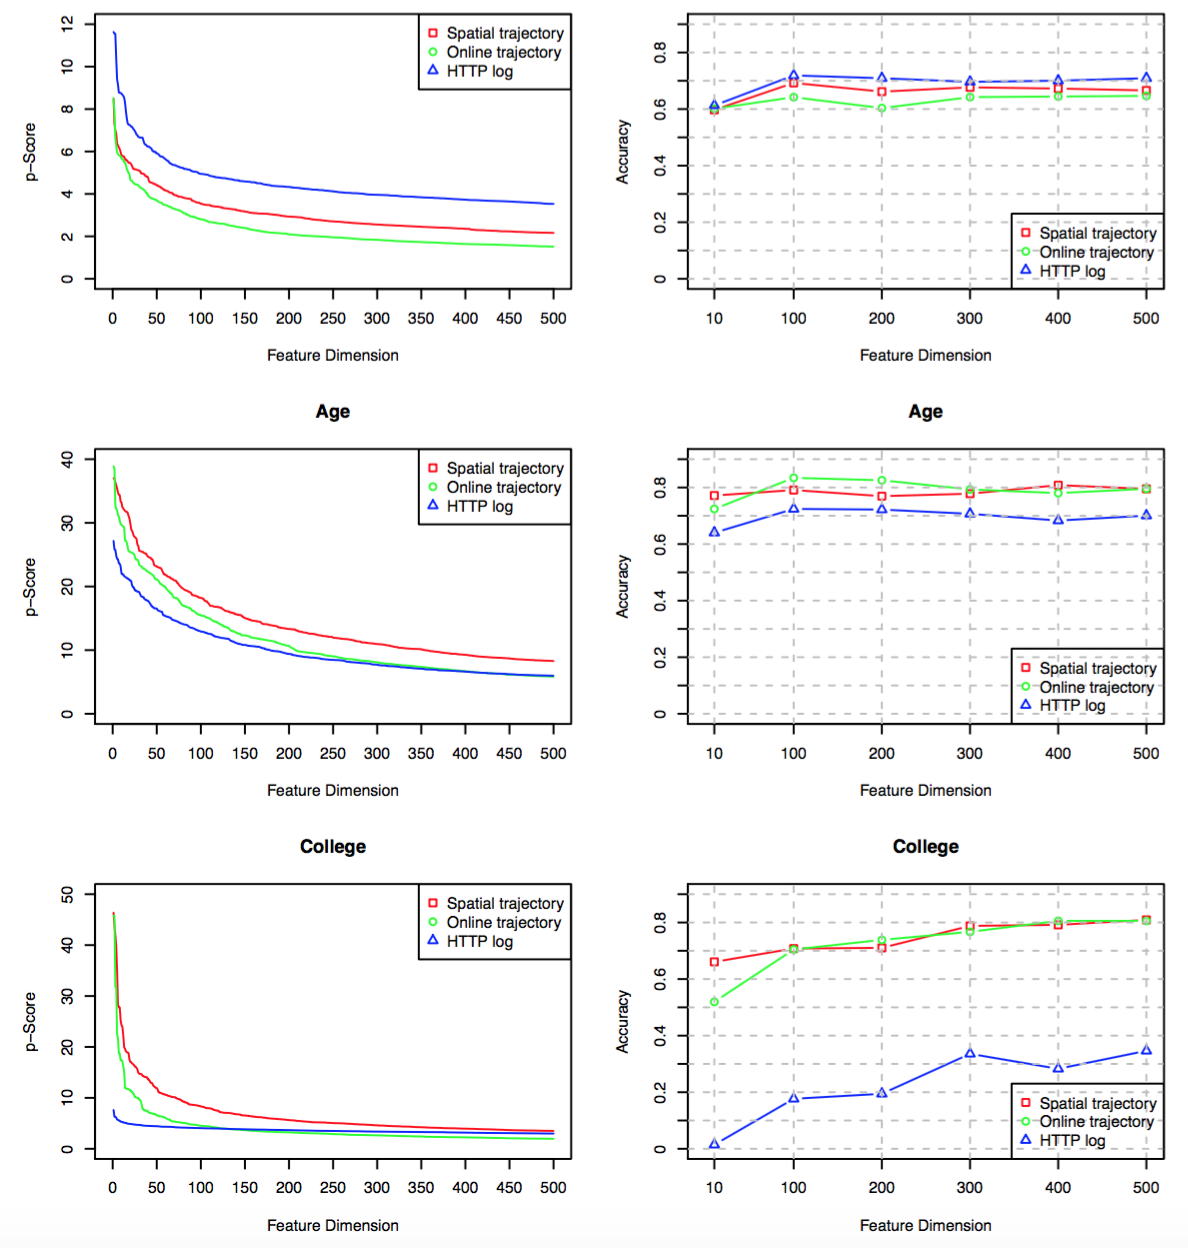 12
10
8
6
4
2
0
p−Score
Spatial trajectory
Online trajectory
HTTP log
0 50 100 150 200 250 300 350 400 450 500
Feature Dimension
0.8
0.6
0.4
0.2
0
Accuracy
Spatial trajectory
Online trajectory
HTTP log
10 100 200 300 400 500
Feature Dimension
Age
40
30
20
10
0
p−Score
Spatial trajectory
Online trajectory
HTTP log
0 50 100 150 200 250 300 350 400 450 500
Feature Dimension
Age
0.8
0.6
0.4
0.2
0
Accuracy
Spatial trajectory
Online trajectory
HTTP log
10 100 200 300 400 500
Feature Dimension
College
50
40
30
20
10
0
p−Score
Spatial trajectory
Online trajectory
HTTP log
0 50 100 150 200 250 300 350 400 450 500
Feature Dimension
College
0.8
0.6
0.4
0.2
0
Accuracy
Spatial trajectory
Online trajectory
HTTP log
10 100 200 300 400 500
Feature Dimension